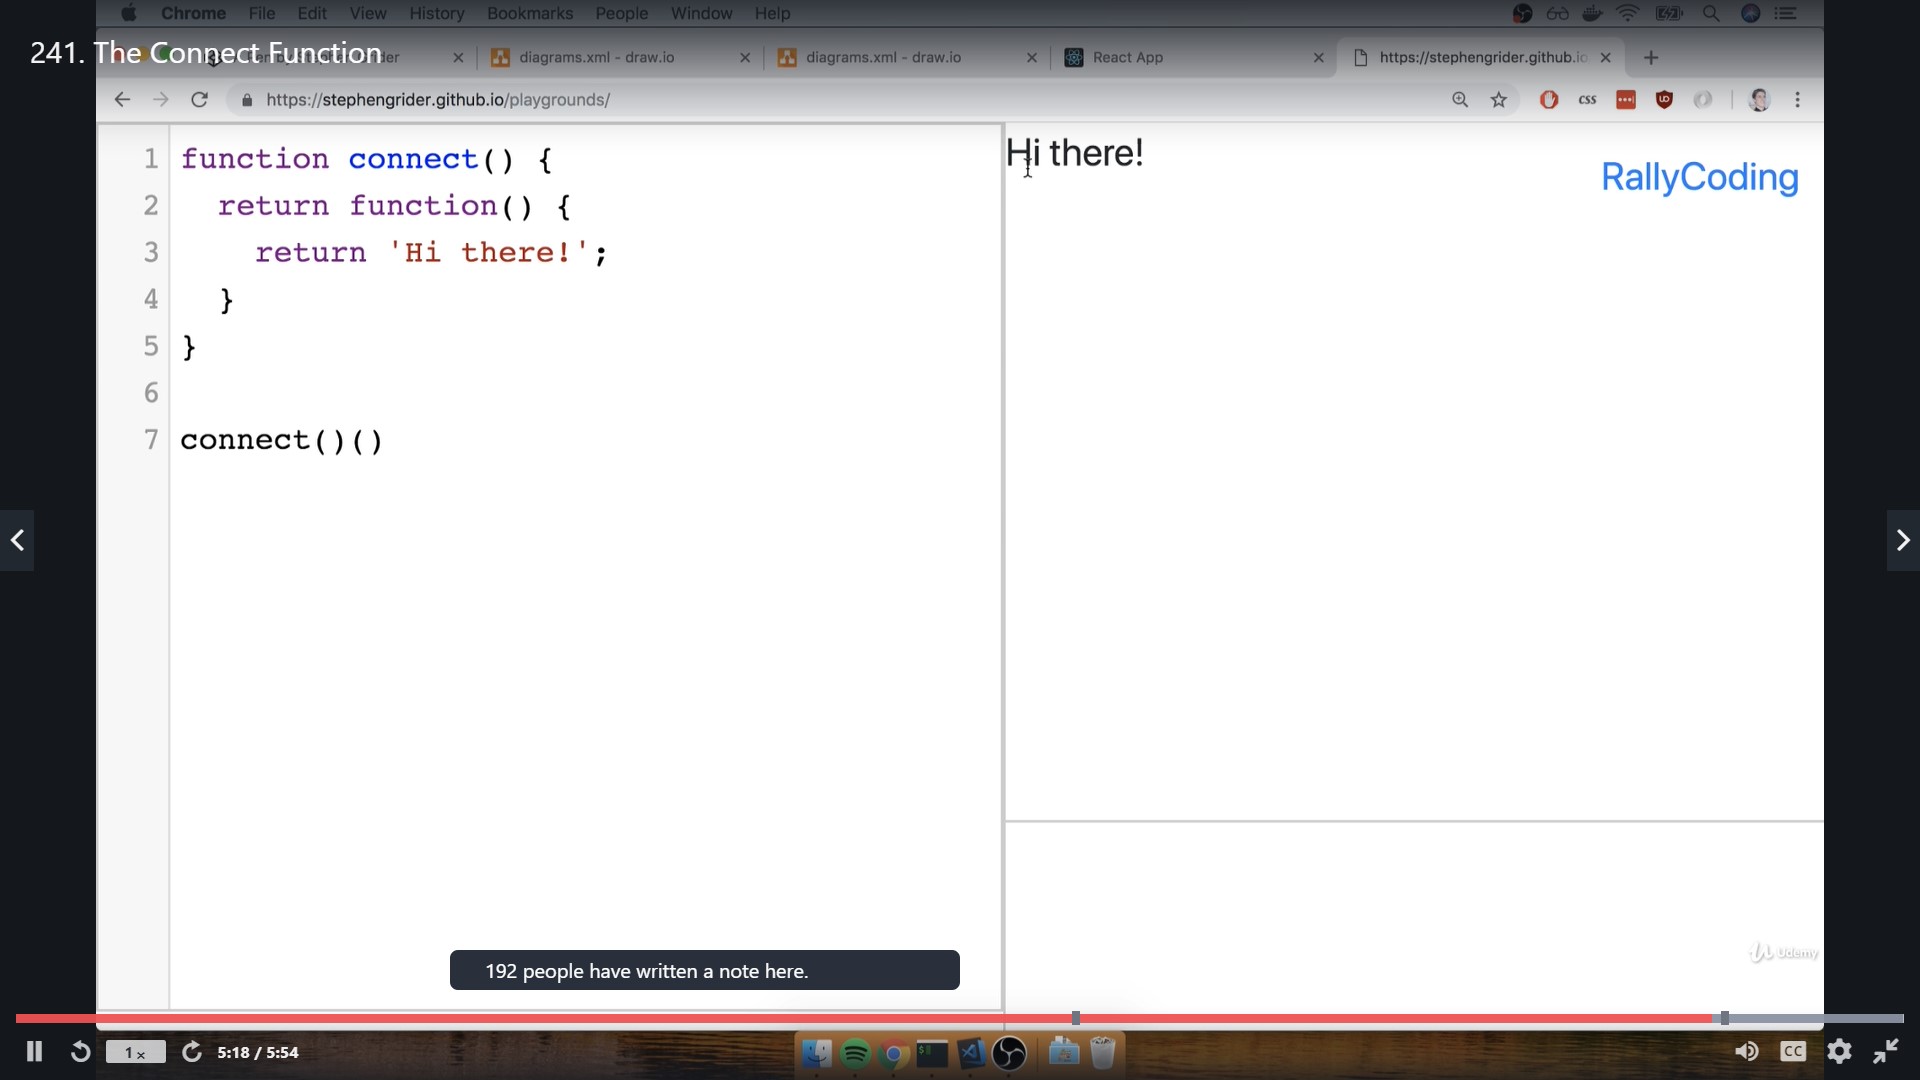 Chrome File Edit View History Bookmarks People Window Help
241. The Connect Function
diagrams.xml - draw.io
diagrams.xml - draw.io
React App
https://stephengrider.github.io
https://stephengrider.github.io/playgrounds/
css
1 function connect() {
2 return function() {
3 return 'Hi there!';
4 }
5 }
6
7 connect()()
Hi there!
RallyCoding
192 people have written a note here.
Udemy
1 x
5:18 / 5:54
CC